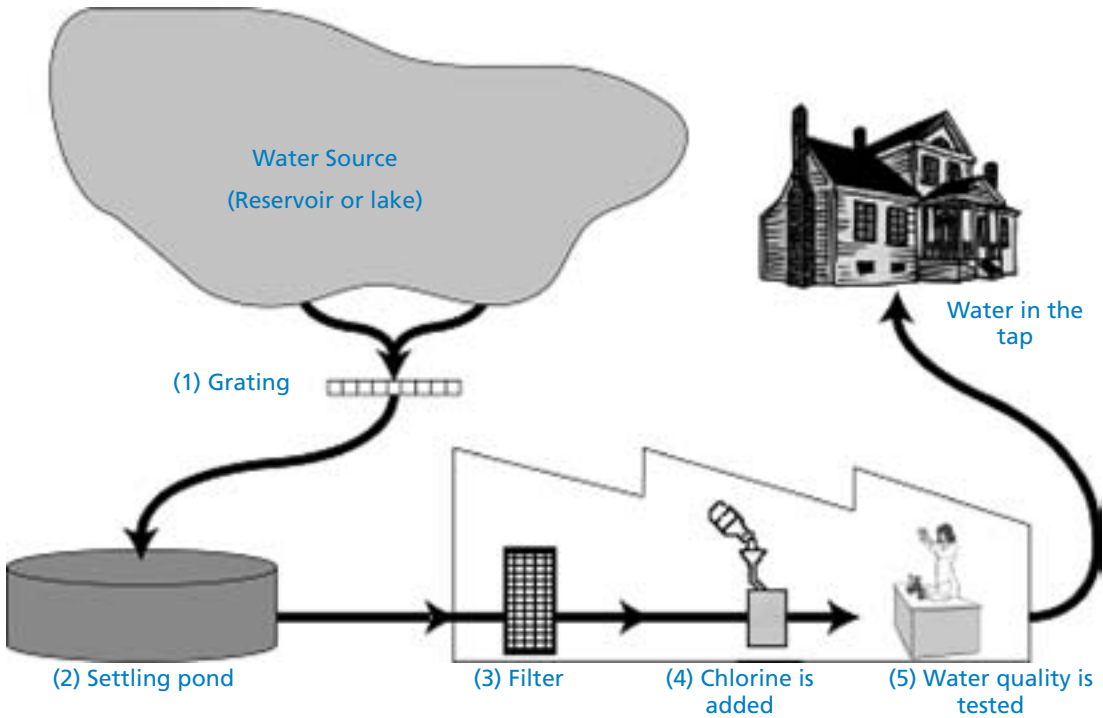 Water Source
(Reservoir or lake)
Water in the
tap
(1) Grating
(2) Settling pond
(3) Filter
(4) Chlorine is
added
(5) Water quality is
tested